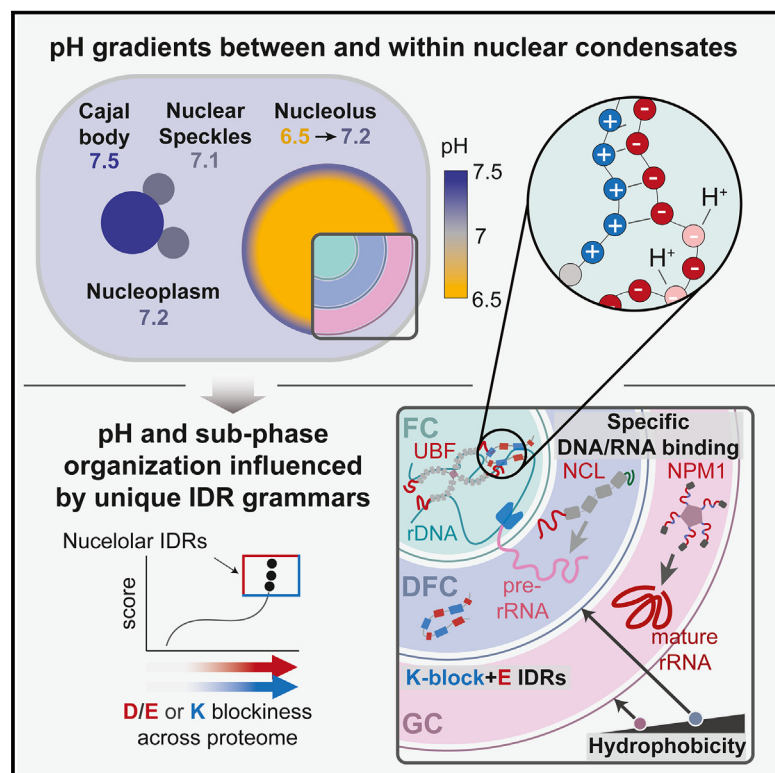 pH gradients between and within nuclear condensates
Cajal
body
7.5
Nuclear
Speckles
7.1
Nucleolus
6.5 → 7.2
Nucleoplasm
7.2
pH
7.5
7
6.5
+
+
+
+
+
-
-
-
-
-
-
-
-
H+
H+
pH and sub-phase
organization influenced
by unique IDR grammars
Nucelolar IDRs
score
D/E or K blockiness
across proteome
FC
UBF
rDNA
Specific
DNA/RNA binding
NCL
NPM1
DFC
pre-
rRNA
mature
rRNA
K-block+E IDRs
GC
Hydrophobicity